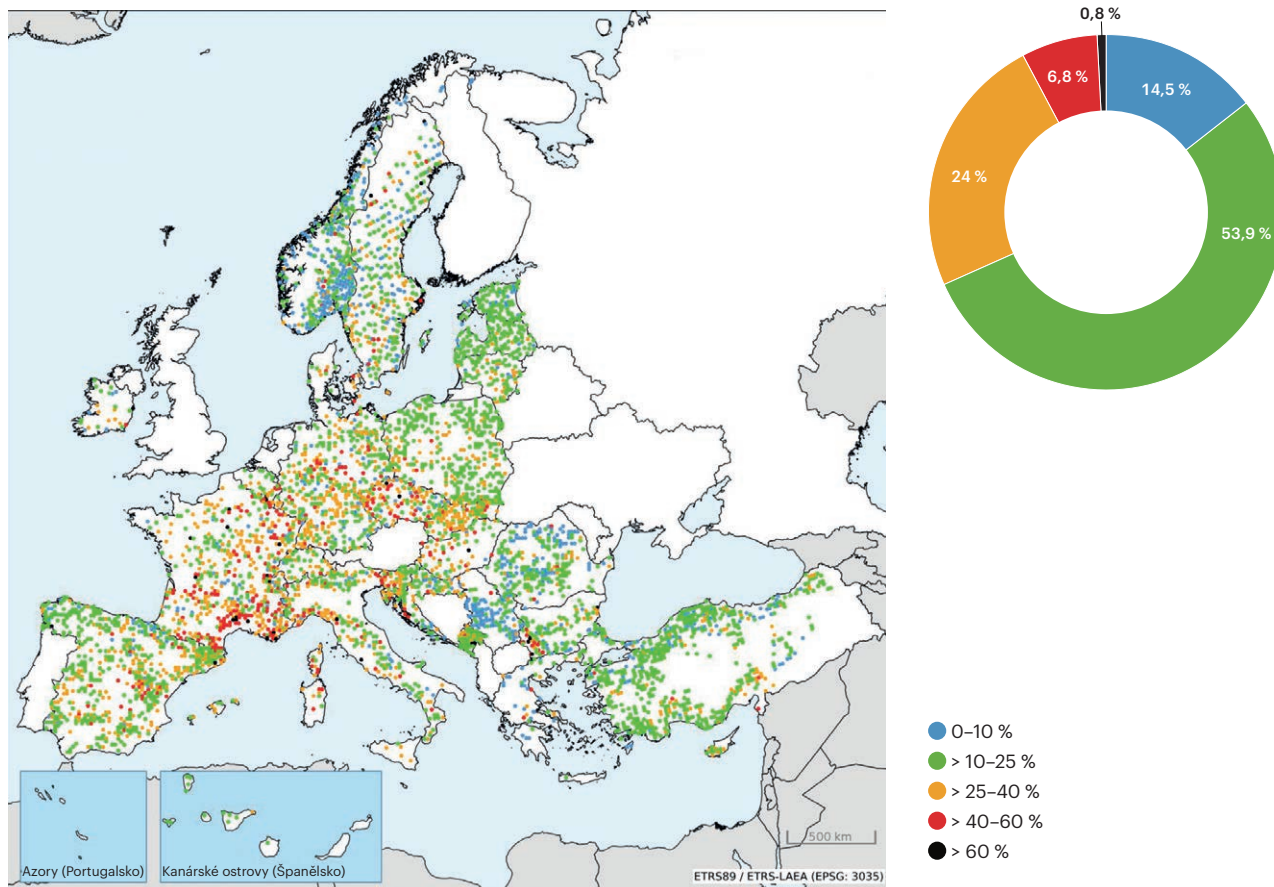 0,8 %
6,8 %
14,5 %
24 %
53,9 %
0–10 %
> 10–25 %
> 25–40 %
> 40–60 %
> 60 %
500 km
Azory (Portugalsko)
Kanárské ostrovy (Španělsko)
ETRS89 / ETRS-LAEA (EPSG: 3035)